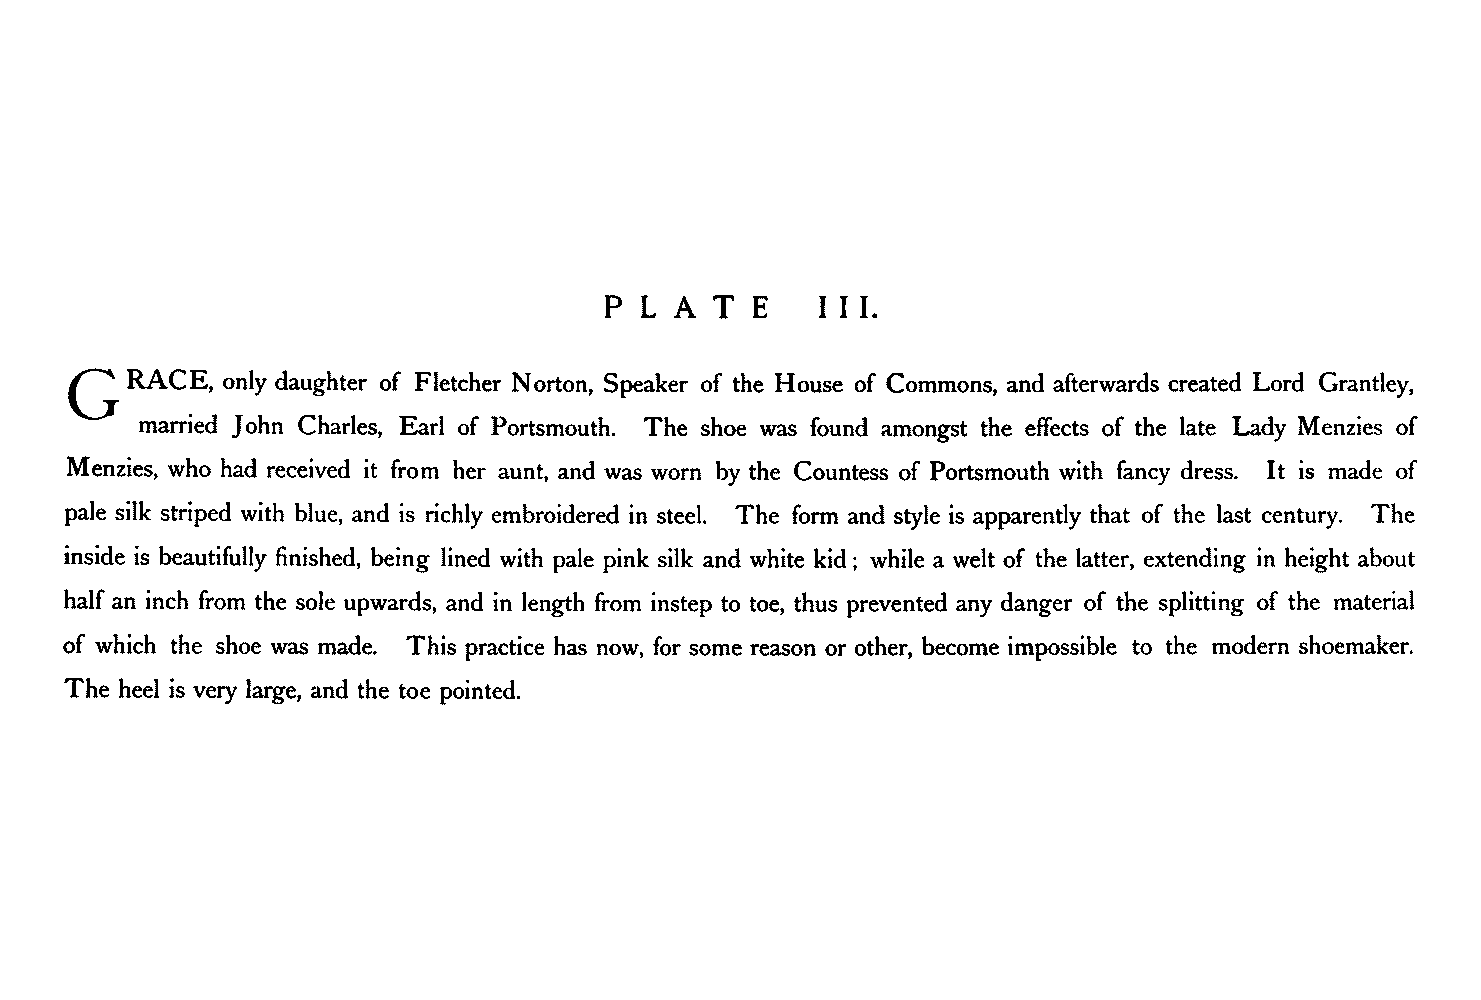 PLATE III.
GRACE, only daughter of Fletcher Norton, Speaker of the House of Commons, and afterwards created Lord Grantley,
married John Charles, Earl of Portsmouth. The shoe was found amongst the effects of the late Lady Menzies of
Menzies, who had received it from her aunt, and was worn by the Countess of Portsmouth with fancy dress. It is made of
pale silk striped with blue, and is richly embroidered in steel. The form and style is apparently that of the last century. The
inside is beautifully finished, being lined with pale pink silk and white kid; while a welt of the latter, extending in height about
half an inch from the sole upwards, and in length from instep to toe, thus prevented any danger of the splitting of the material
of which the shoe was made. This practice has now, for some reason or other, become impossible to the modern shoemaker.
The heel is very large, and the toe pointed.